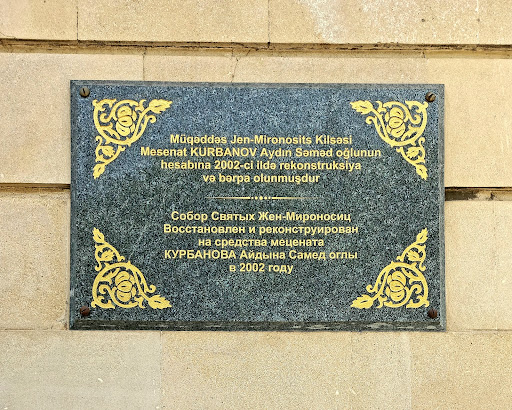 Müqəddəs Jen-Mironosits Kilsəsi
Mesenat KURBANOV Aydın Səməd oğlunun
hesabına 2002-ci ildə rekonstruksiya
və bərpa olunmuşdur
Собор Святых Жен-Мироносиц
Восстановлен и реконструирован
на средства мецената
КУРБАНОВА Айдына Самед оглы
в 2002 году